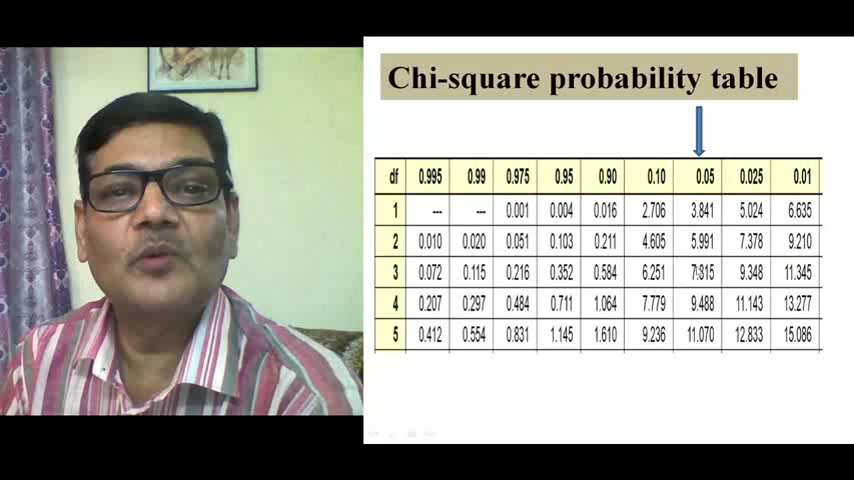 Chi-square probability table
df 0.995 0.99 0.975 0.95 0.90 0.10 0.05 0.025 0.01
1 --- --- 0.001 0.004 0.016 2.706 3.841 5.024 6.635
2 0.010 0.020 0.051 0.103 0.211 4.605 5.991 7.378 9.210
3 0.072 0.115 0.216 0.352 0.584 6.251 7.815 9.348 11.345
4 0.207 0.297 0.484 0.711 1.064 7.779 9.488 11.143 13.277
5 0.412 0.554 0.831 1.145 1.610 9.236 11.070 12.833 15.086